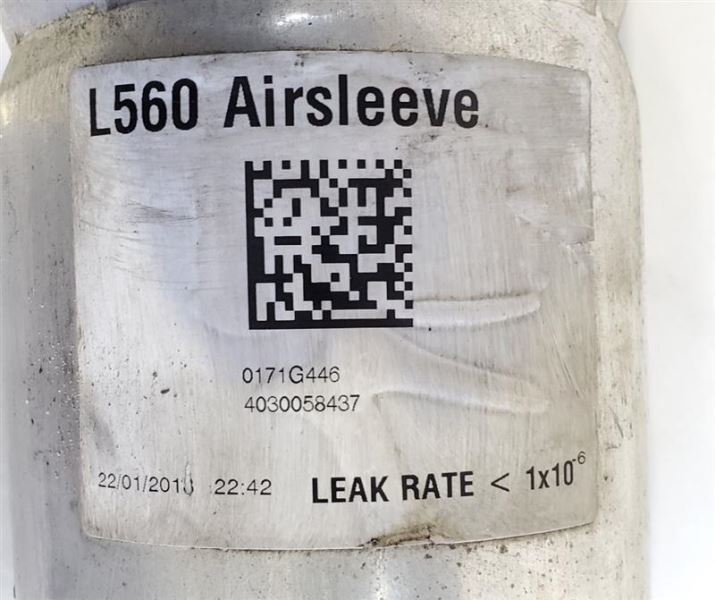 L560 Airsleeve
0171G446
4030058437
22:42 LEAK RATE < 1x10⁻⁶